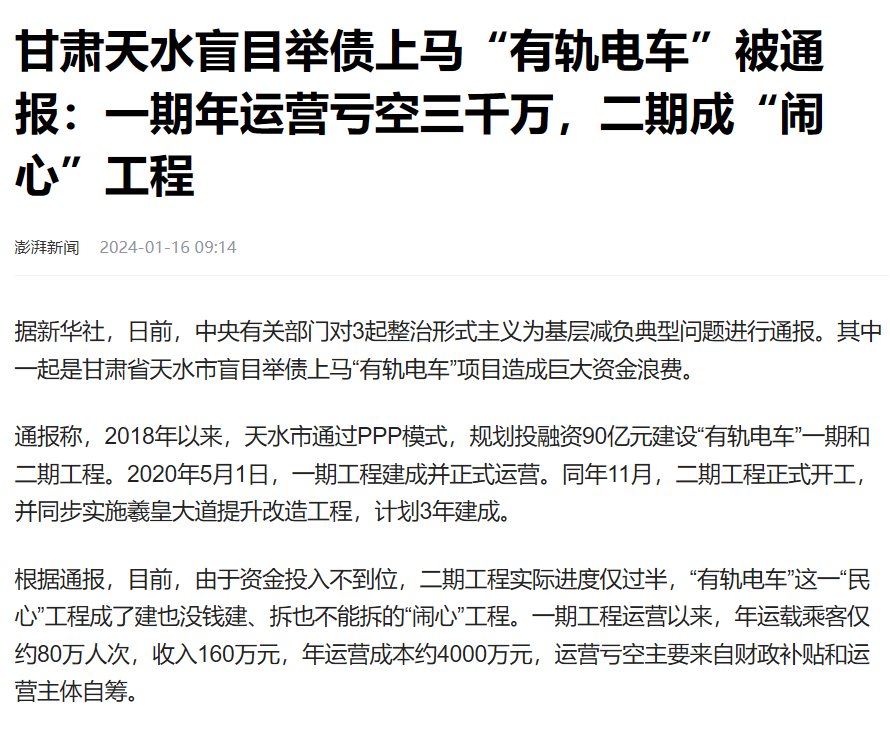 甘肃天水盲目举债上马“有轨电车”被通
报：一期年运营亏空三千万，二期成“闹
心”工程
澎湃新闻 2024-01-16 09:14
据新华社，日前，中央有关部门对3起整治形式主义为基层减负典型问题进行通报。其中
一起是甘肃省天水市盲目举债上马“有轨电车”项目造成巨大资金浪费。
通报称，2018年以来，天水市通过PPP模式，规划投融资90亿元建设“有轨电车”一期和
二期工程。2020年5月1日，一期工程建成并正式运营。同年11月，二期工程正式开工，
并同步实施羲皇大道提升改造工程，计划3年建成。
根据通报，目前，由于资金投入不到位，二期工程实际进度仅过半，“有轨电车”这一“民
心”工程成了建也没钱建、拆也不能拆的“闹心”工程。一期工程运营以来，年运载乘客仅
约80万人次，收入160万元，年运营成本约4000万元，运营亏空主要来自财政补贴和运
营主体自筹。